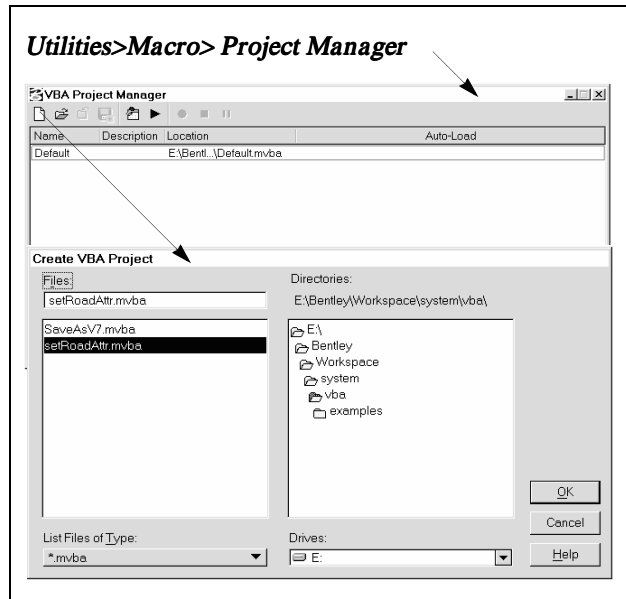 Utilities>Macro> Project Manager
VBA Project Manager
Name Description Location Auto-Load
Default E:\Bentl...\Default.mvba
Create VBA Project
Files:
setRoadAttr.mvba
SaveAsV7.mvba
setRoadAttr.mvba
List Files of Type:
*.mvba
Directories:
E:\Bentley\Workspace\system\vba\
E:\
Bentley
Workspace
system
vba
examples
Drives:
E:
OK
Cancel
Help